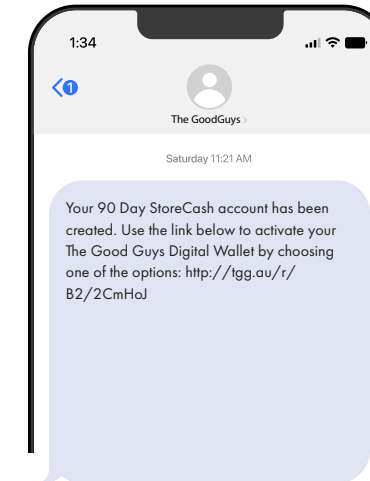 1:34
1
The GoodGuys
Saturday 11:21 AM
Your 90 Day StoreCash account has been
created. Use the link below to activate your
The Good Guys Digital Wallet by choosing
one of the options: http://tgg.au/r/
B2/2CmHoJ